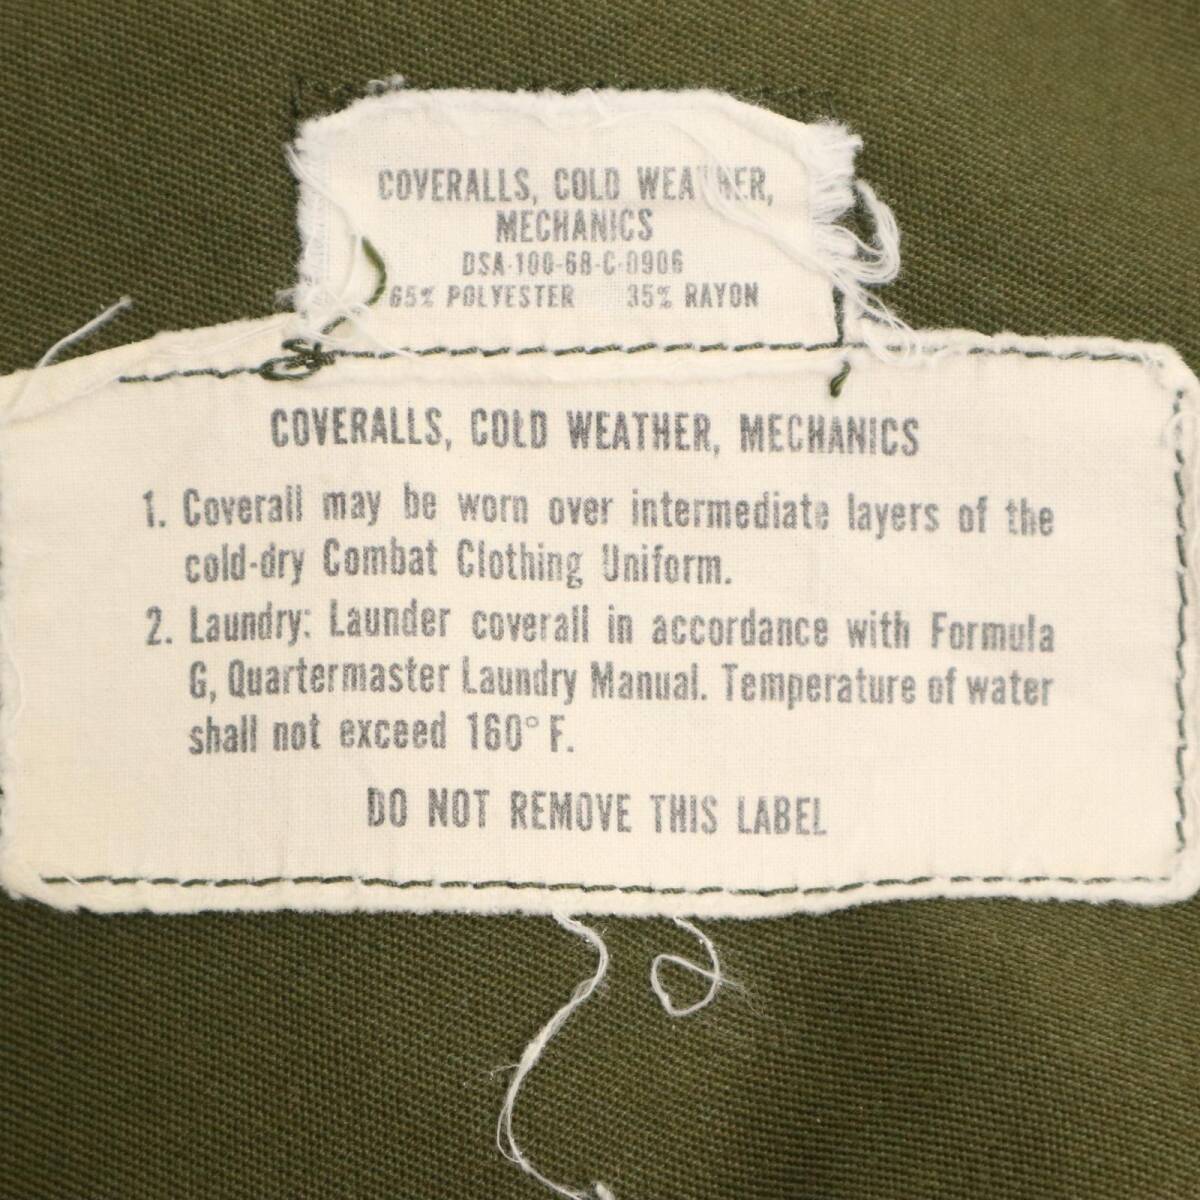 COVERALLS, COLD WEATHER,
MECHANICS
DSA-100-68-C-0906
65% POLYESTER 35% RAYON
COVERALLS, COLD WEATHER, MECHANICS
1. Coverall may be worn over intermediate layers of the
cold-dry Combat Clothing Uniform.
2. Laundry: Launder coverall in accordance with Formula
G, Quartermaster Laundry Manual. Temperature of water
shall not exceed 160° F.
DO NOT REMOVE THIS LABEL